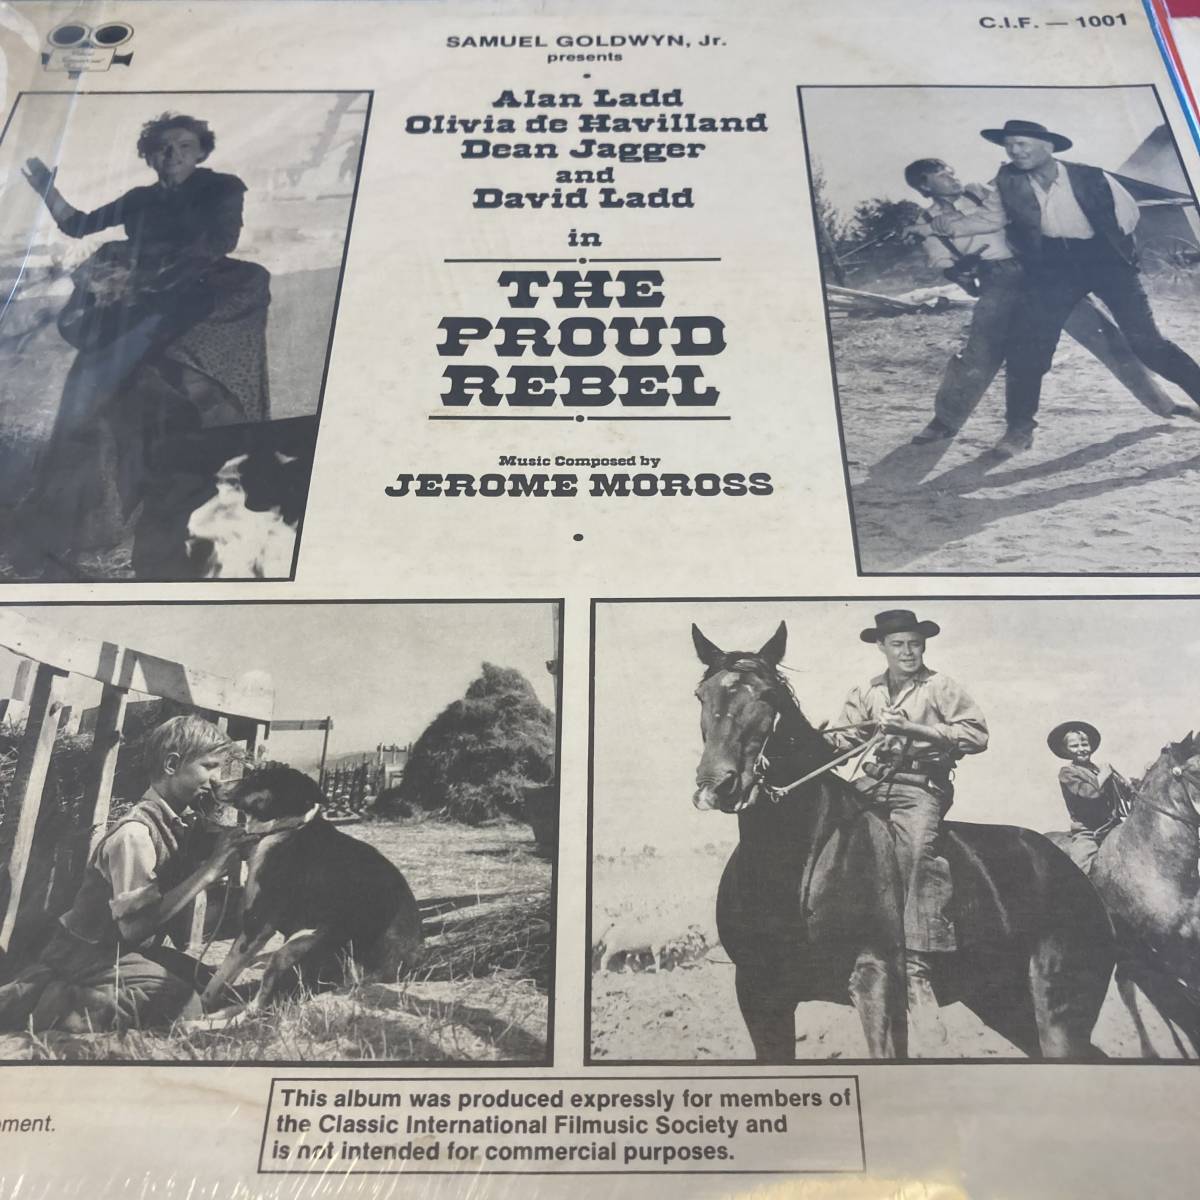 C.I.F. — 1001
SAMUEL GOLDWYN, Jr.
presents
Alan Ladd
Olivia de Havilland
Dean Jagger
and
David Ladd
in
THE
PROUD
REBEL
Music Composed by
JEROME MOROSS
This album was produced expressly for members of
the Classic International Filmusic Society and
is not intended for commercial purposes.
ment.